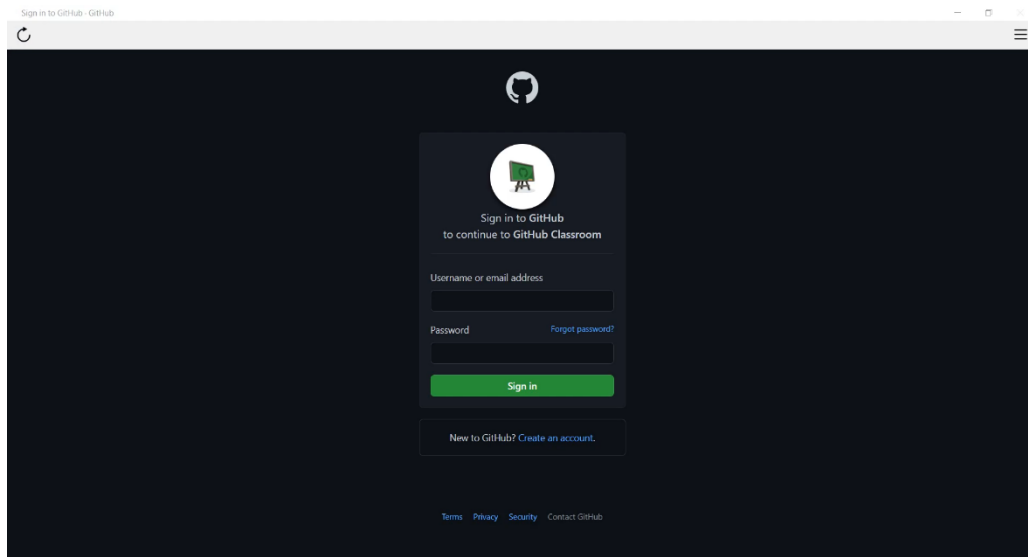 Sign in to GitHub - GitHub
Sign in to GitHub
to continue to GitHub Classroom
Username or email address
Password Forgot password?
Sign in
New to GitHub? Create an account.
Terms Privacy Security Contact GitHub